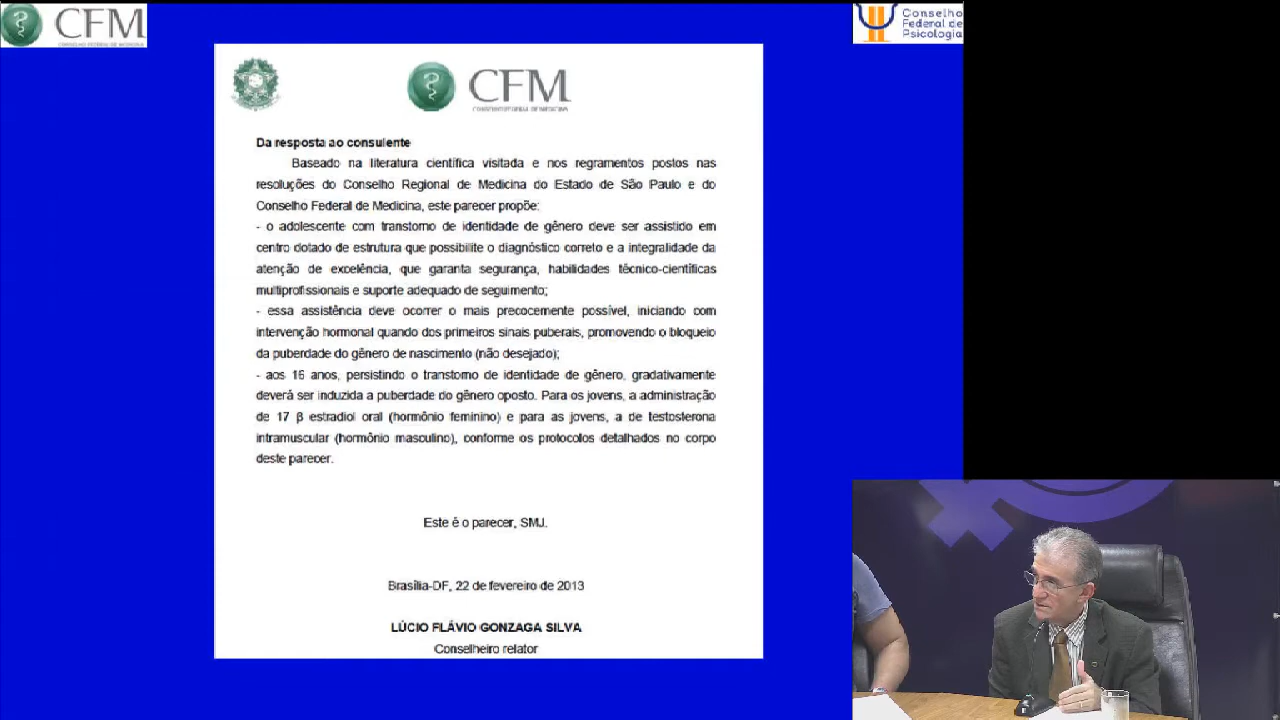 CFM
CONSELHO FEDERAL DE MEDICINA
Conselho
Federal de
Psicologia
CFM
CONSELHO FEDERAL DE MEDICINA
Da resposta ao consulente
Baseado na literatura científica visitada e nos regramentos postos nas
resoluções do Conselho Regional de Medicina do Estado de São Paulo e do
Conselho Federal de Medicina, este parecer propõe:
- o adolescente com transtorno de identidade de gênero deve ser assistido em
centro dotado de estrutura que possibilite o diagnóstico correto e a integralidade da
atenção de excelência, que garanta segurança, habilidades técnico-científicas
multiprofissionais e suporte adequado de seguimento;
- essa assistência deve ocorrer o mais precocemente possível, iniciando com
intervenção hormonal quando dos primeiros sinais puberais, promovendo o bloqueio
da puberdade do gênero de nascimento (não desejado);
- aos 16 anos, persistindo o transtorno de identidade de gênero, gradativamente
deverá ser induzida a puberdade do gênero oposto. Para os jovens, a administração
de 17 β estradiol oral (hormônio feminino) e para as jovens, a de testosterona
intramuscular (hormônio masculino), conforme os protocolos detalhados no corpo
deste parecer.
Este é o parecer, SMJ.
Brasília-DF, 22 de fevereiro de 2013
LÚCIO FLÁVIO GONZAGA SILVA
Conselheiro relator